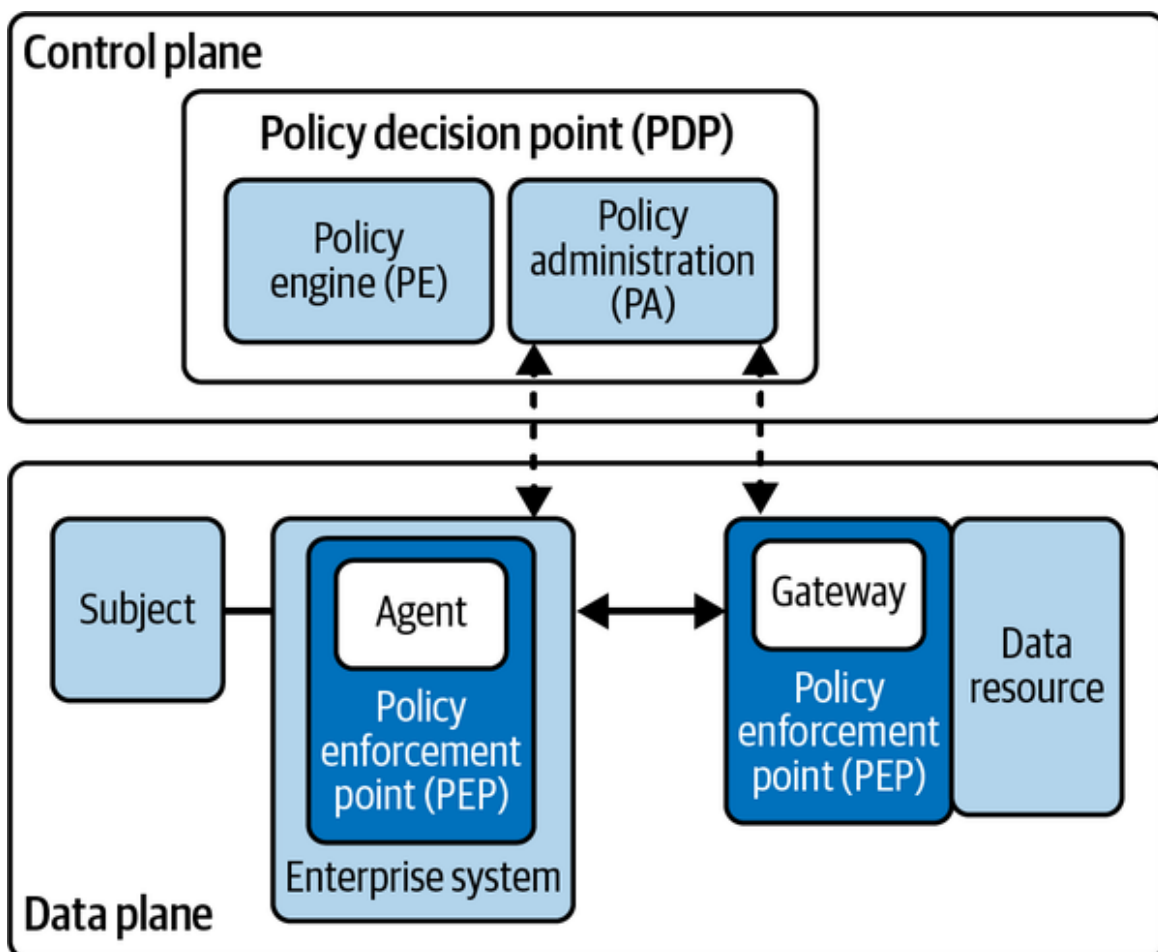 Control plane
Policy decision point (PDP)
Policy
engine (PE)
Policy
administration
(PA)
Subject
Agent
Policy
enforcement
point (PEP)
Enterprise system
Gateway
Policy
enforcement
point (PEP)
Data
resource
Data plane